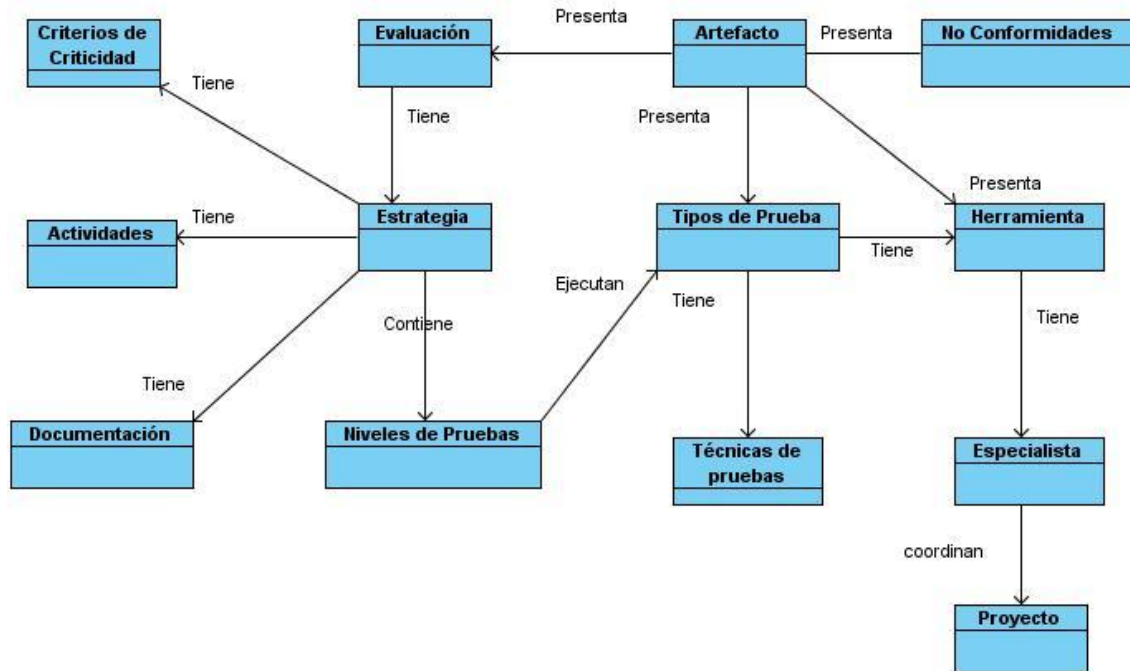 Presenta
Criterios de
Criticidad
Evaluación
Artefacto
Presenta
No Conformidades
Tiene
Tiene
Presenta
Presenta
Tiene
Actividades
Estrategia
Tipos de Prueba
Herramienta
Tiene
Ejecutan
Tiene
Contiene
Tiene
Tiene
Documentación
Niveles de Pruebas
Técnicas de
pruebas
Especialista
coordinan
Proyecto